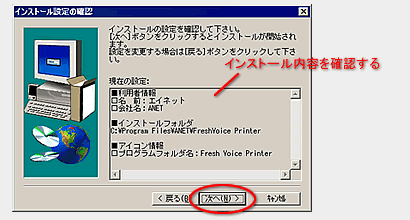 インストール設定の確認
インストールの設定を確認して下さい。
[次へ]ボタンをクリックするとインストールが開始されます。
設定を変更する場合は[戻る]ボタンをクリックして下さい。
現在の設定:
インストール内容を確認する
■利用者情報
□名 前:エイネット
□会社名:ANET
■インストールフォルダ
C:¥Program Files¥ANET¥FreshVoice Printer
■アイコン情報
□プログラムフォルダ名:Fresh Voice Printer
< 戻る(B)
次へ(N) >
キャンセル